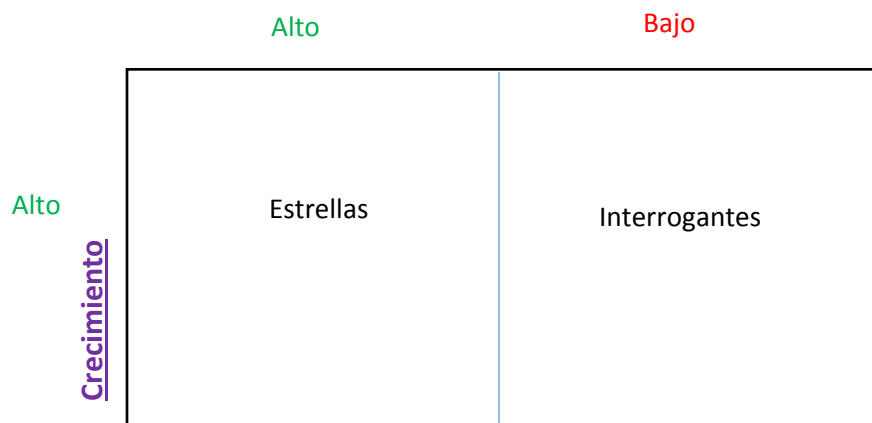 Alto
Bajo
Alto
Estrellas
Interrogantes
Crecimiento